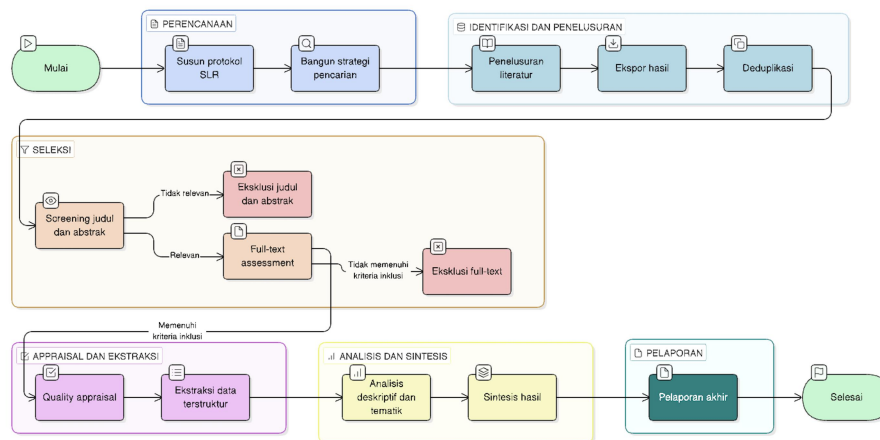 PERENCANAAN
Mulai
Susun protokol
SLR
Bangun strategi
pencarian
IDENTIFIKASI DAN PENELUSURAN
Penelusuran
literatur
Ekspor hasil
Deduplikasi
SELEKSI
Screening judul
dan abstrak
Tidak relevan
Eksklusi judul
dan abstrak
Relevan
Full-text
assessment
Tidak memenuhi
kriteria inklusi
Eksklusi full-text
Memenuhi
kriteria inklusi
APPRAISAL DAN EKSTRAKSI
Quality appraisal
Ekstraksi data
terstruktur
ANALISIS DAN SINTESIS
Analisis
deskriptif dan
tematik
Sintesis hasil
PELAPORAN
Pelaporan akhir
Selesai